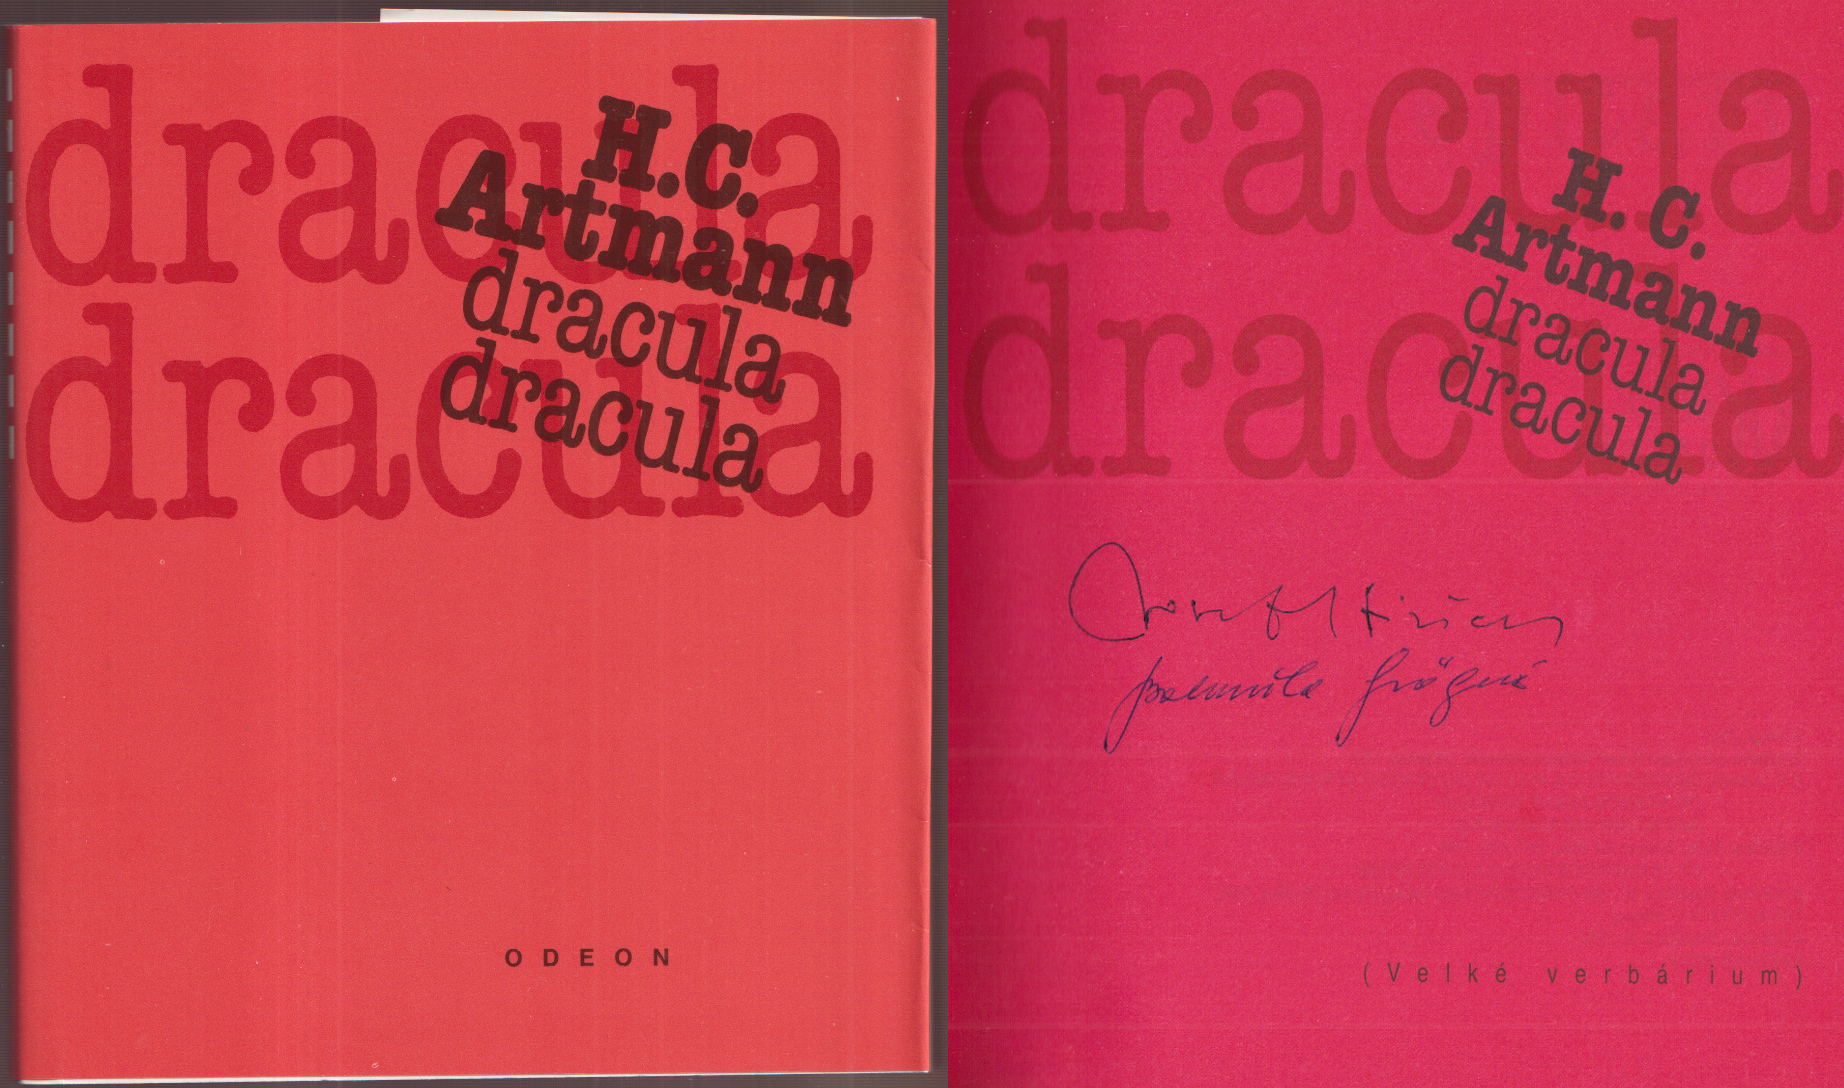 dracula
dracula
H.C.
Artmann
dracula
dracula
ODEON
dracula
dracula
H. C.
Artmann
dracula
dracula
(Velké verbárium)